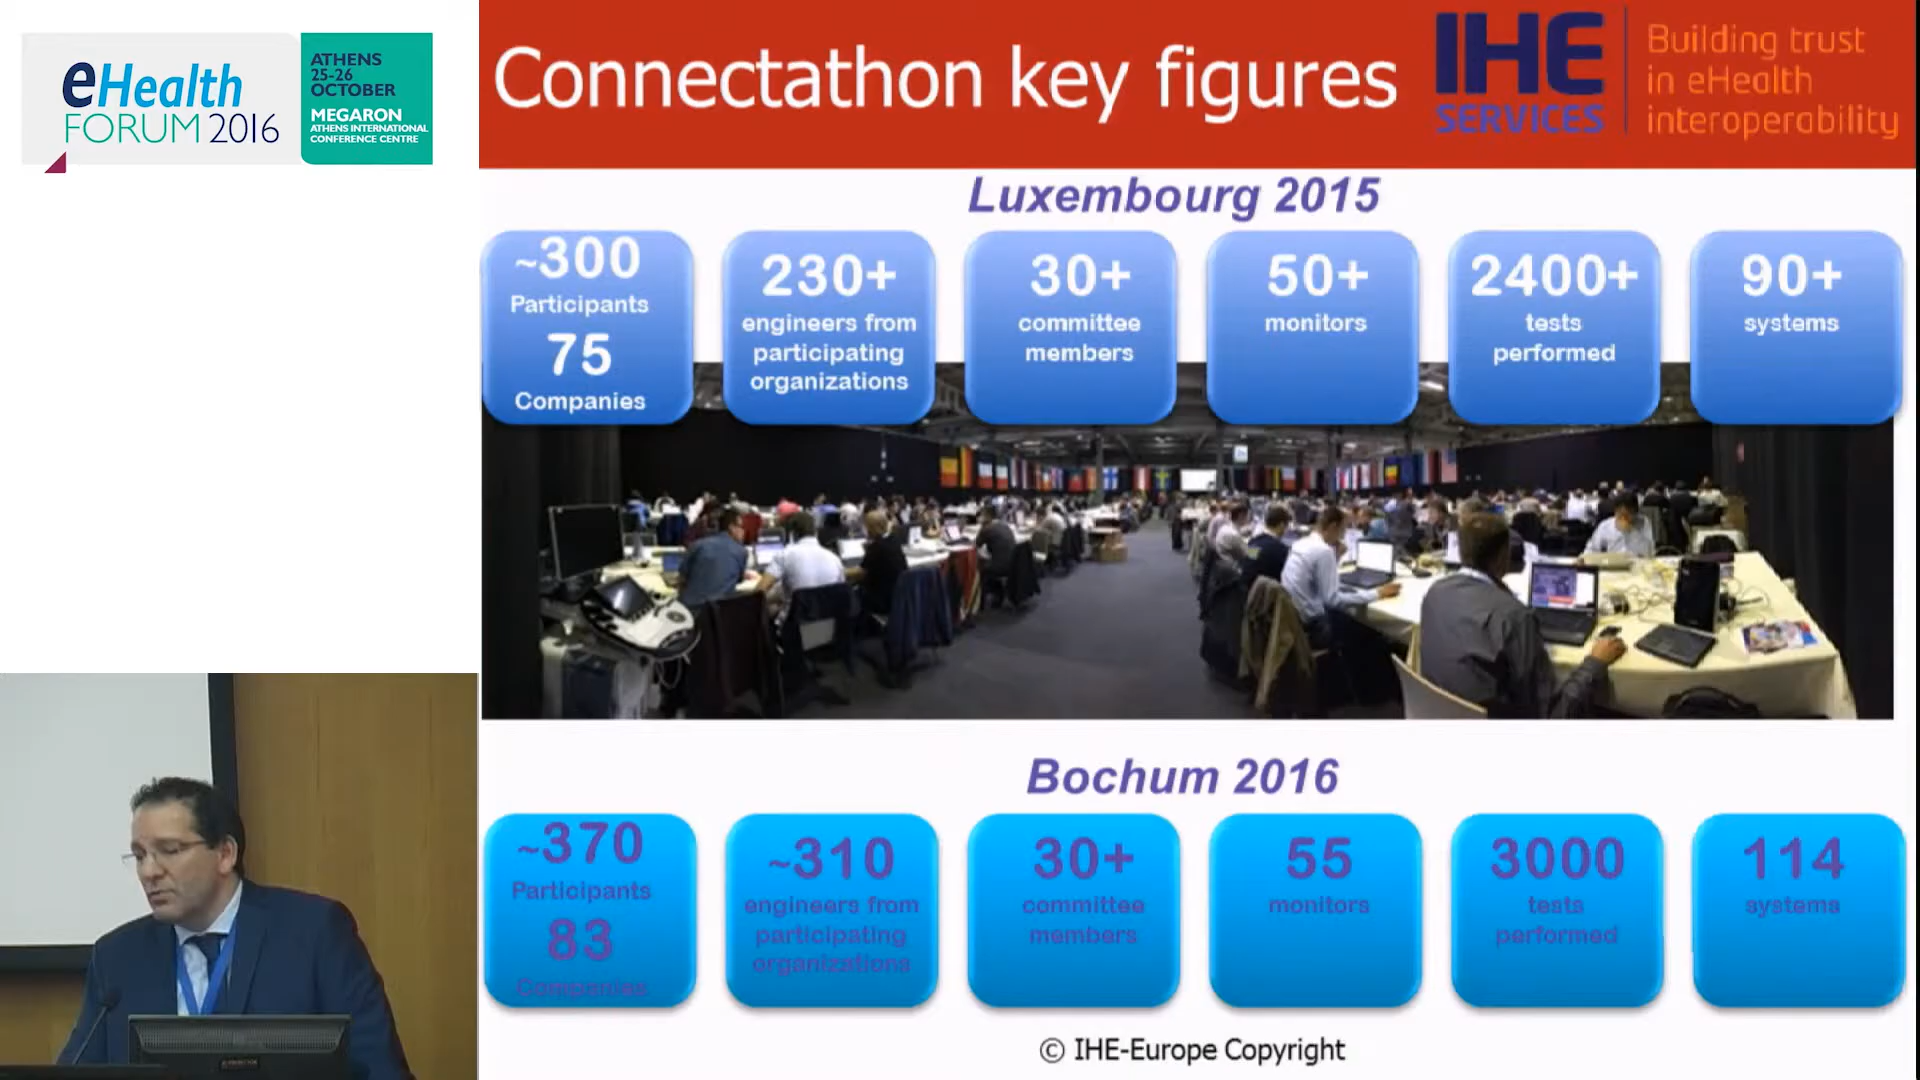 eHealth
FORUM 2016
ATHENS
25-26
OCTOBER
MEGARON
ATHENS INTERNATIONAL
CONFERENCE CENTRE
Connectathon key figures
IHE
SERVICES
Building trust
in eHealth
interoperability
Luxembourg 2015
~300
Participants
75
Companies
230+
engineers from
participating
organizations
30+
committee
members
50+
monitors
2400+
tests
performed
90+
systems
Bochum 2016
~370
Participants
83
Companies
~310
engineers from
participating
organizations
30+
committee
members
55
monitors
3000
tests
performed
114
systems
© IHE-Europe Copyright